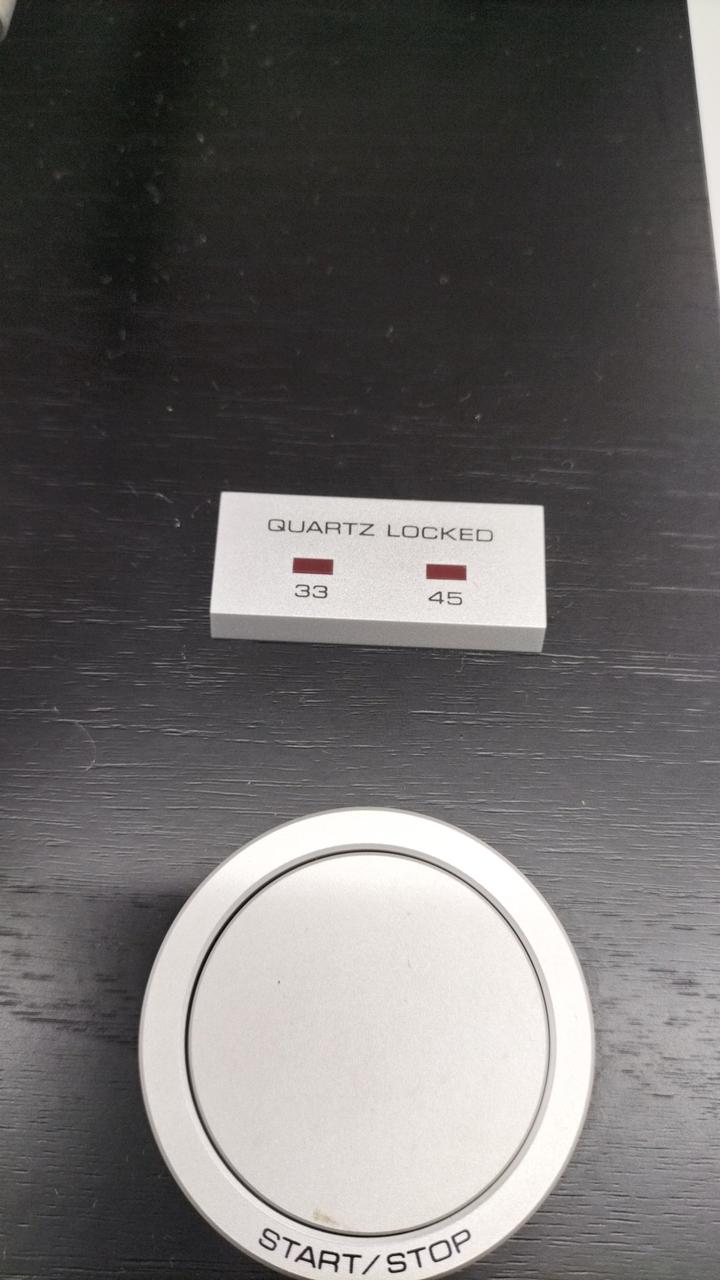 QUARTZ LOCKED
33 45
START/STOP